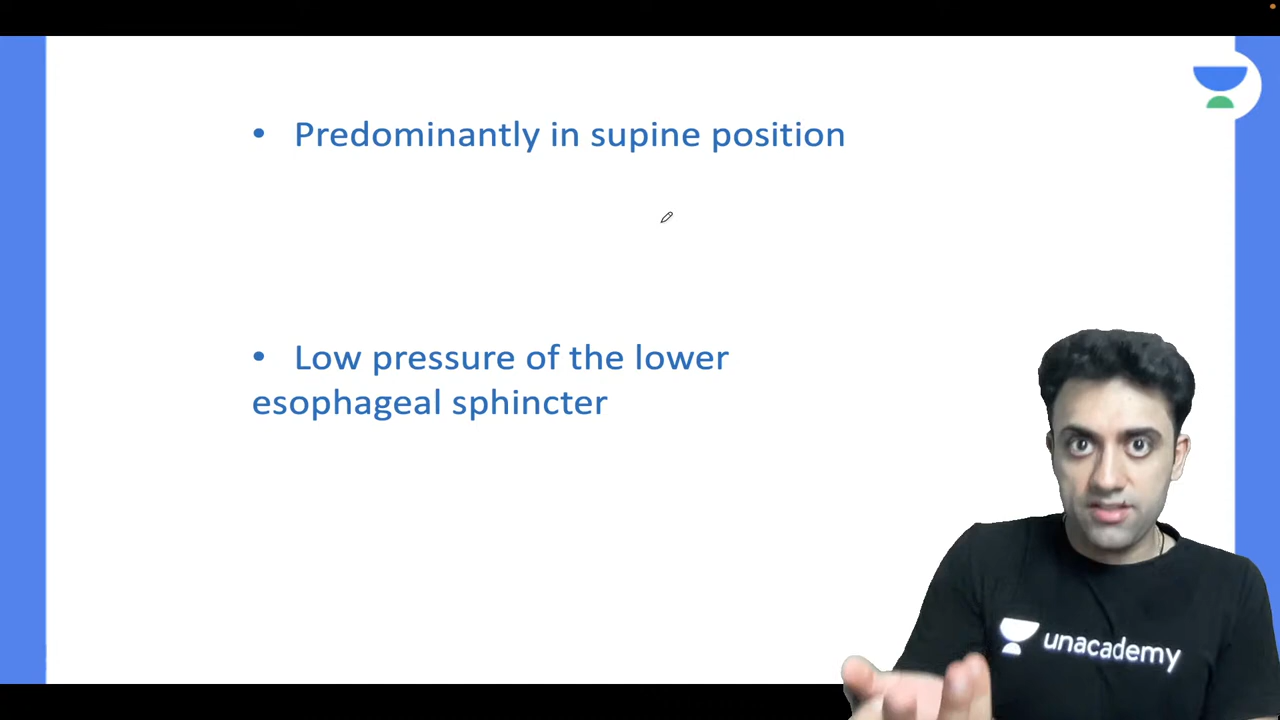 • Predominantly in supine position
• Low pressure of the lower
esophageal sphincter
unacademy